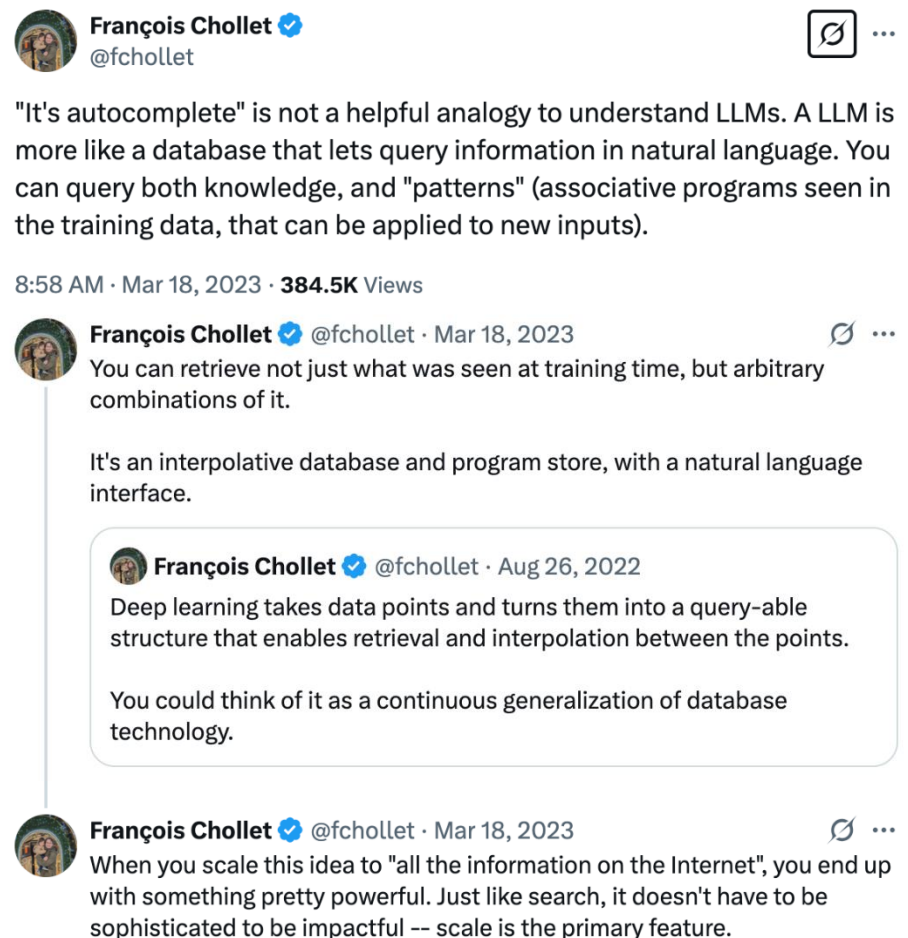 François Chollet
@fchollet
"It's autocomplete" is not a helpful analogy to understand LLMs. A LLM is
more like a database that lets query information in natural language. You
can query both knowledge, and "patterns" (associative programs seen in
the training data, that can be applied to new inputs).
8:58 AM · Mar 18, 2023 · 384.5K Views
François Chollet @fchollet · Mar 18, 2023
You can retrieve not just what was seen at training time, but arbitrary
combinations of it.
It's an interpolative database and program store, with a natural language
interface.
François Chollet @fchollet · Aug 26, 2022
Deep learning takes data points and turns them into a query-able
structure that enables retrieval and interpolation between the points.
You could think of it as a continuous generalization of database
technology.
François Chollet @fchollet · Mar 18, 2023
When you scale this idea to "all the information on the Internet", you end up
with something pretty powerful. Just like search, it doesn't have to be
sophisticated to be impactful -- scale is the primary feature.